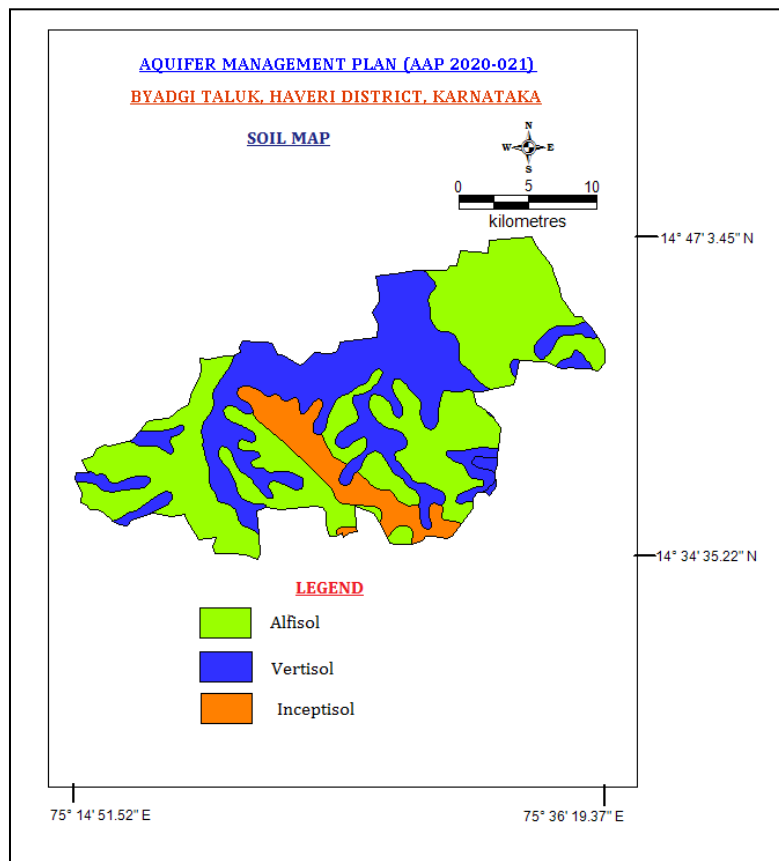 AQUIFER MANAGEMENT PLAN (AAP 2020-021)
BYADGI TALUK, HAVERI DISTRICT, KARNATAKA
SOIL MAP
N
W E
S
0 5 10
kilometres
14° 47' 3.45" N
14° 34' 35.22" N
LEGEND
Alfisol
Vertisol
Inceptisol
75° 14' 51.52" E
75° 36' 19.37" E